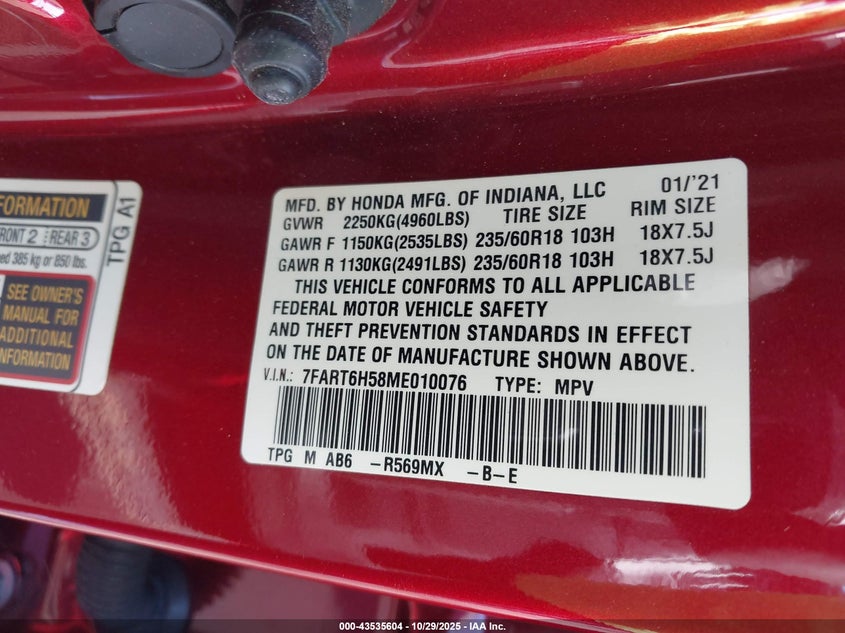 FORMATION
FRONT 2 REAR 3
ed 385 kg or 850 lbs.
SEE OWNER'S
MANUAL FOR
ADDITIONAL
INFORMATION
TPG A1
MFD. BY HONDA MFG. OF INDIANA, LLC 01/'21
GVWR 2250KG(4960LBS) TIRE SIZE RIM SIZE
GAWR F 1150KG(2535LBS) 235/60R18 103H 18X7.5J
GAWR R 1130KG(2491LBS) 235/60R18 103H 18X7.5J
THIS VEHICLE CONFORMS TO ALL APPLICABLE
FEDERAL MOTOR VEHICLE SAFETY
AND THEFT PREVENTION STANDARDS IN EFFECT
ON THE DATE OF MANUFACTURE SHOWN ABOVE.
V.I.N.: 7FART6H58ME010076 TYPE: MPV
TPG M AB6 -R569MX -B-E
000-43535604 | 10/29/2025 - IAA Inc.